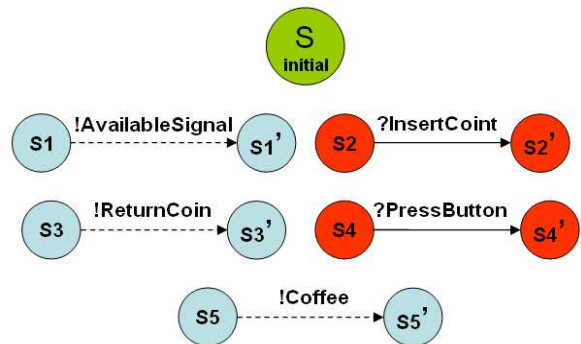 S
initial
S1 !AvailableSignal S1' S2 ?InsertCoint S2'
S3 !ReturnCoin S3' S4 ?PressButton S4'
S5 !Coffee S5'